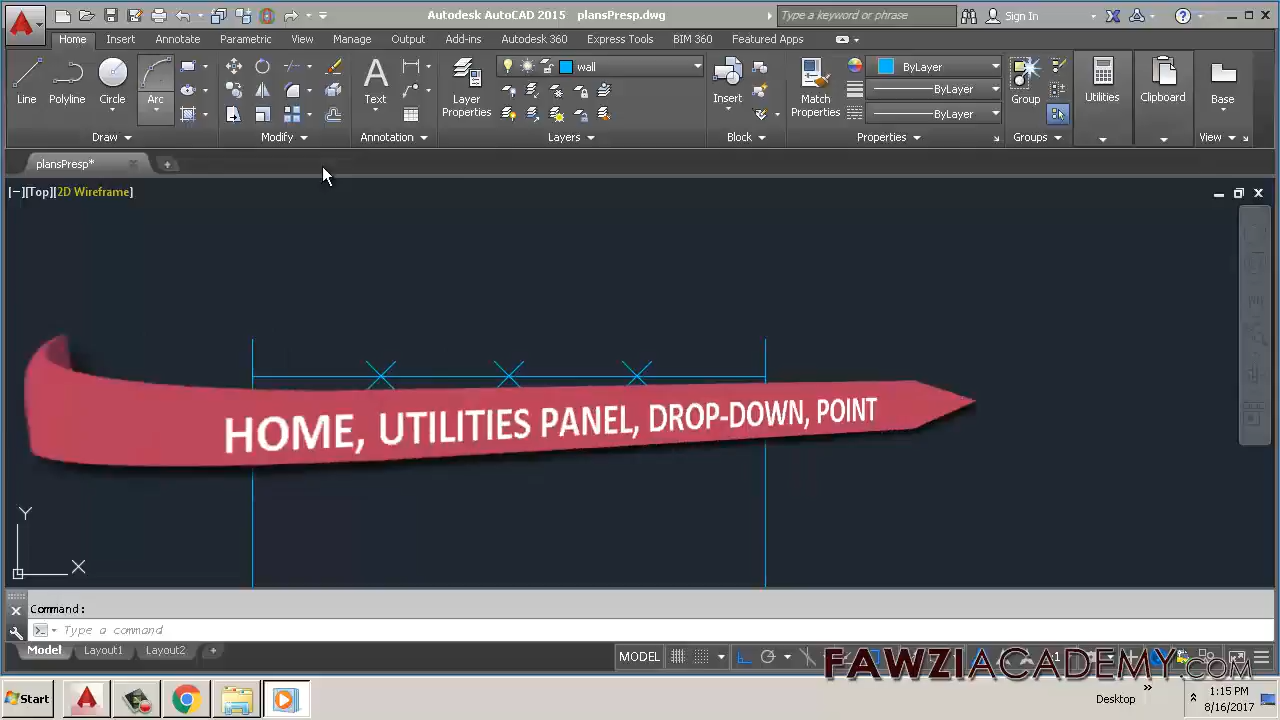 Autodesk AutoCAD 2015 plansPresp.dwg
Type a keyword or phrase
Sign In
Home Insert Annotate Parametric View Manage Output Add-ins Autodesk 360 Express Tools BIM 360 Featured Apps
Line Polyline Circle Arc
Text
Layer
Properties
wall
Insert
Match
Properties
ByLayer
ByLayer
ByLayer
Group
Utilities
Clipboard
Base
Draw Modify Annotation Layers Block Properties Groups View
plansPresp*
[−][Top][2D Wireframe]
HOME, UTILITIES PANEL, DROP-DOWN, POINT
Y
X
Command:
Type a command
Model Layout1 Layout2 +
MODEL
FAWZIACADEMY.COM
Start
Desktop
1:15 PM
8/16/2017